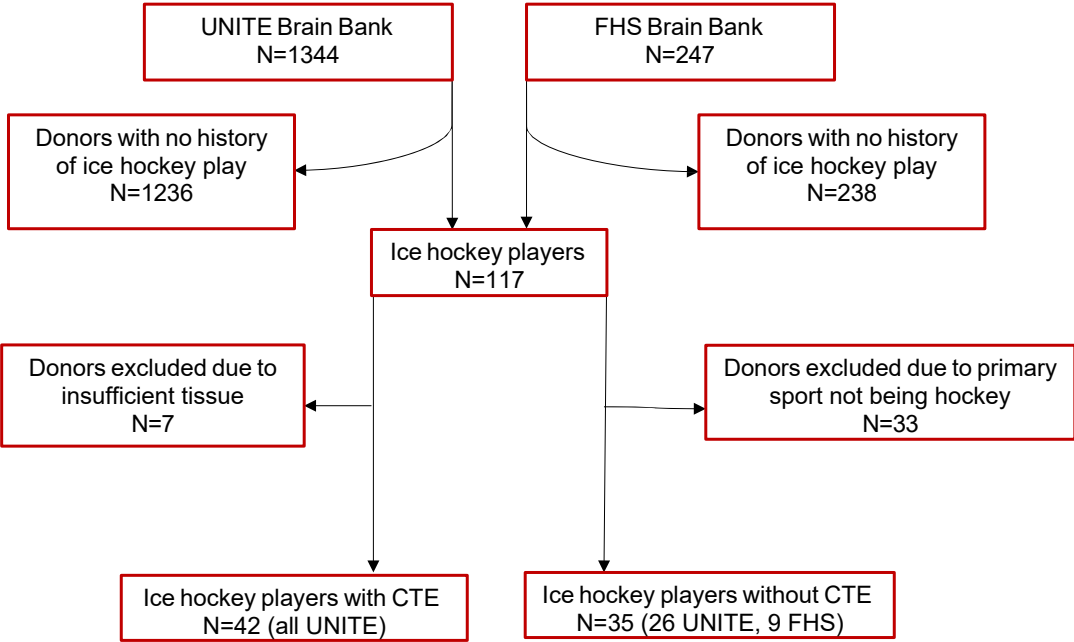 UNITE Brain Bank
N=1344
FHS Brain Bank
N=247
Donors with no history
of ice hockey play
N=1236
Donors with no history
of ice hockey play
N=238
Ice hockey players
N=117
Donors excluded due to
insufficient tissue
N=7
Donors excluded due to primary
sport not being hockey
N=33
Ice hockey players with CTE
N=42 (all UNITE)
Ice hockey players without CTE
N=35 (26 UNITE, 9 FHS)